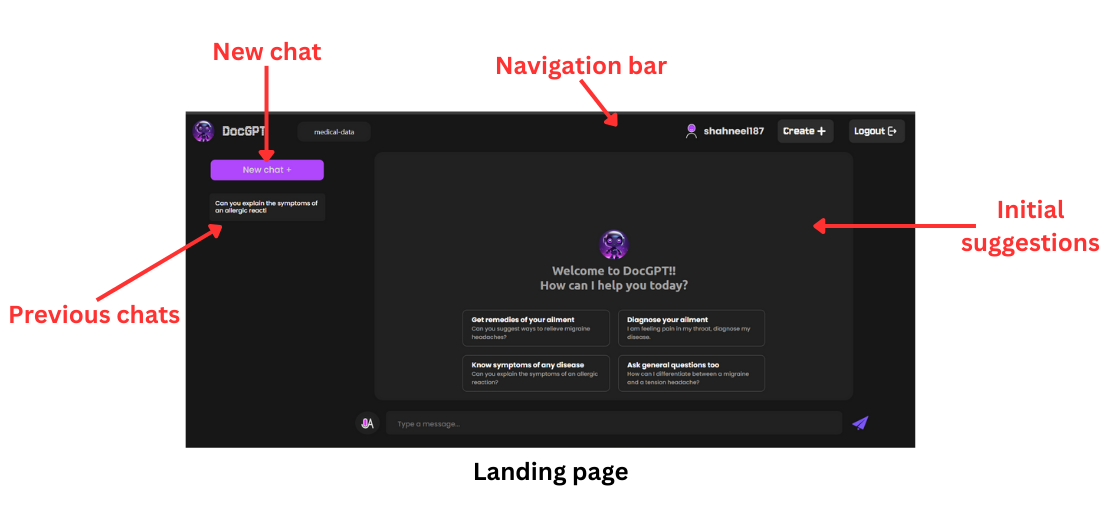 New chat
Navigation bar
DocGPT
medical-data
shahneel187
Create +
Logout
New chat +
Can you explain the symptoms of
an allergic reacti
Initial
suggestions
Previous chats
Welcome to DocGPT!!
How can I help you today?
Get remedies of your ailment
Can you suggest ways to relieve migraine
headaches?
Diagnose your ailment
I am feeling pain in my throat, diagnose my
disease.
Know symptoms of any disease
Can you explain the symptoms of an allergic
reaction?
Ask general questions too
How can I differentiate between a migraine
and a tension headache?
A
Type a message...
Landing page